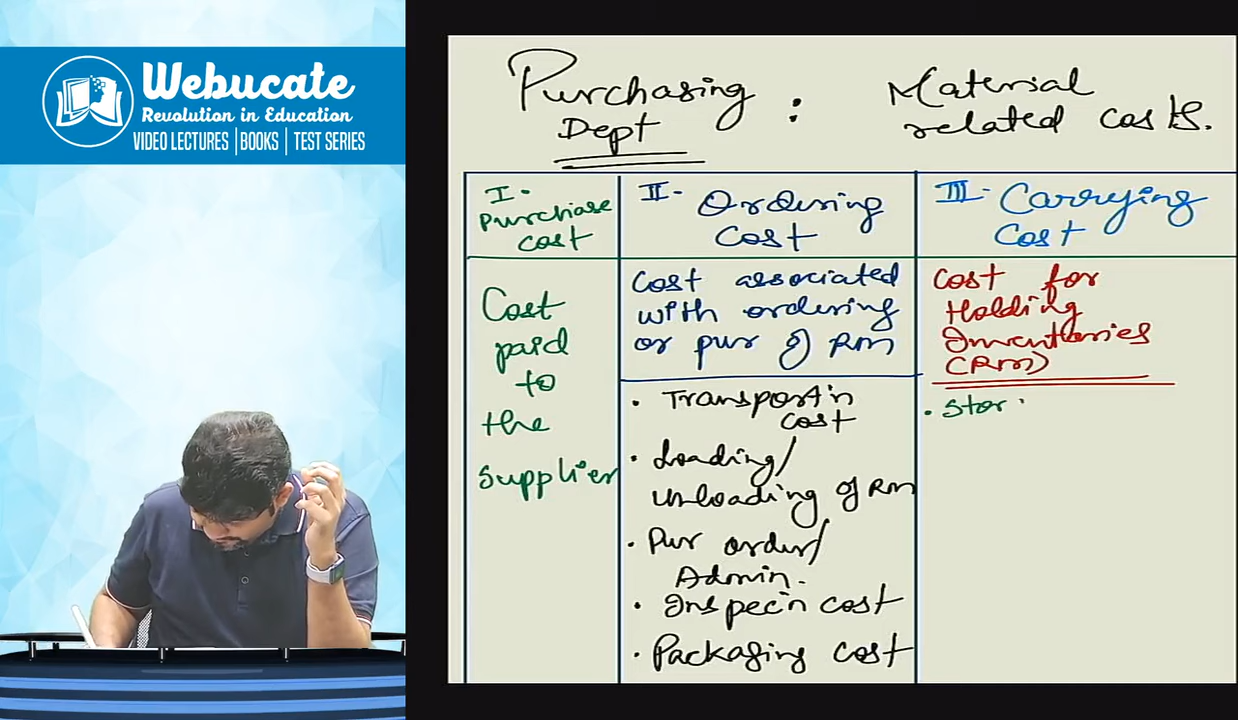 Webucate
Revolution in Education
VIDEO LECTURES | BOOKS | TEST SERIES
Purchasing
Dept
:
Material
related costs.
I.
Purchase
cost
II. Ordering
Cost
III. Carrying
Cost
Cost
paid
to
the
supplier
Cost associated
with ordering
or pur of RM
• Transport'n
cost
• Loading/
unloading of RM
• Pur order/
Admin.
• Inspec'n cost
• Packaging cost
Cost for
Holding
Inventories
(RM)
• Stor